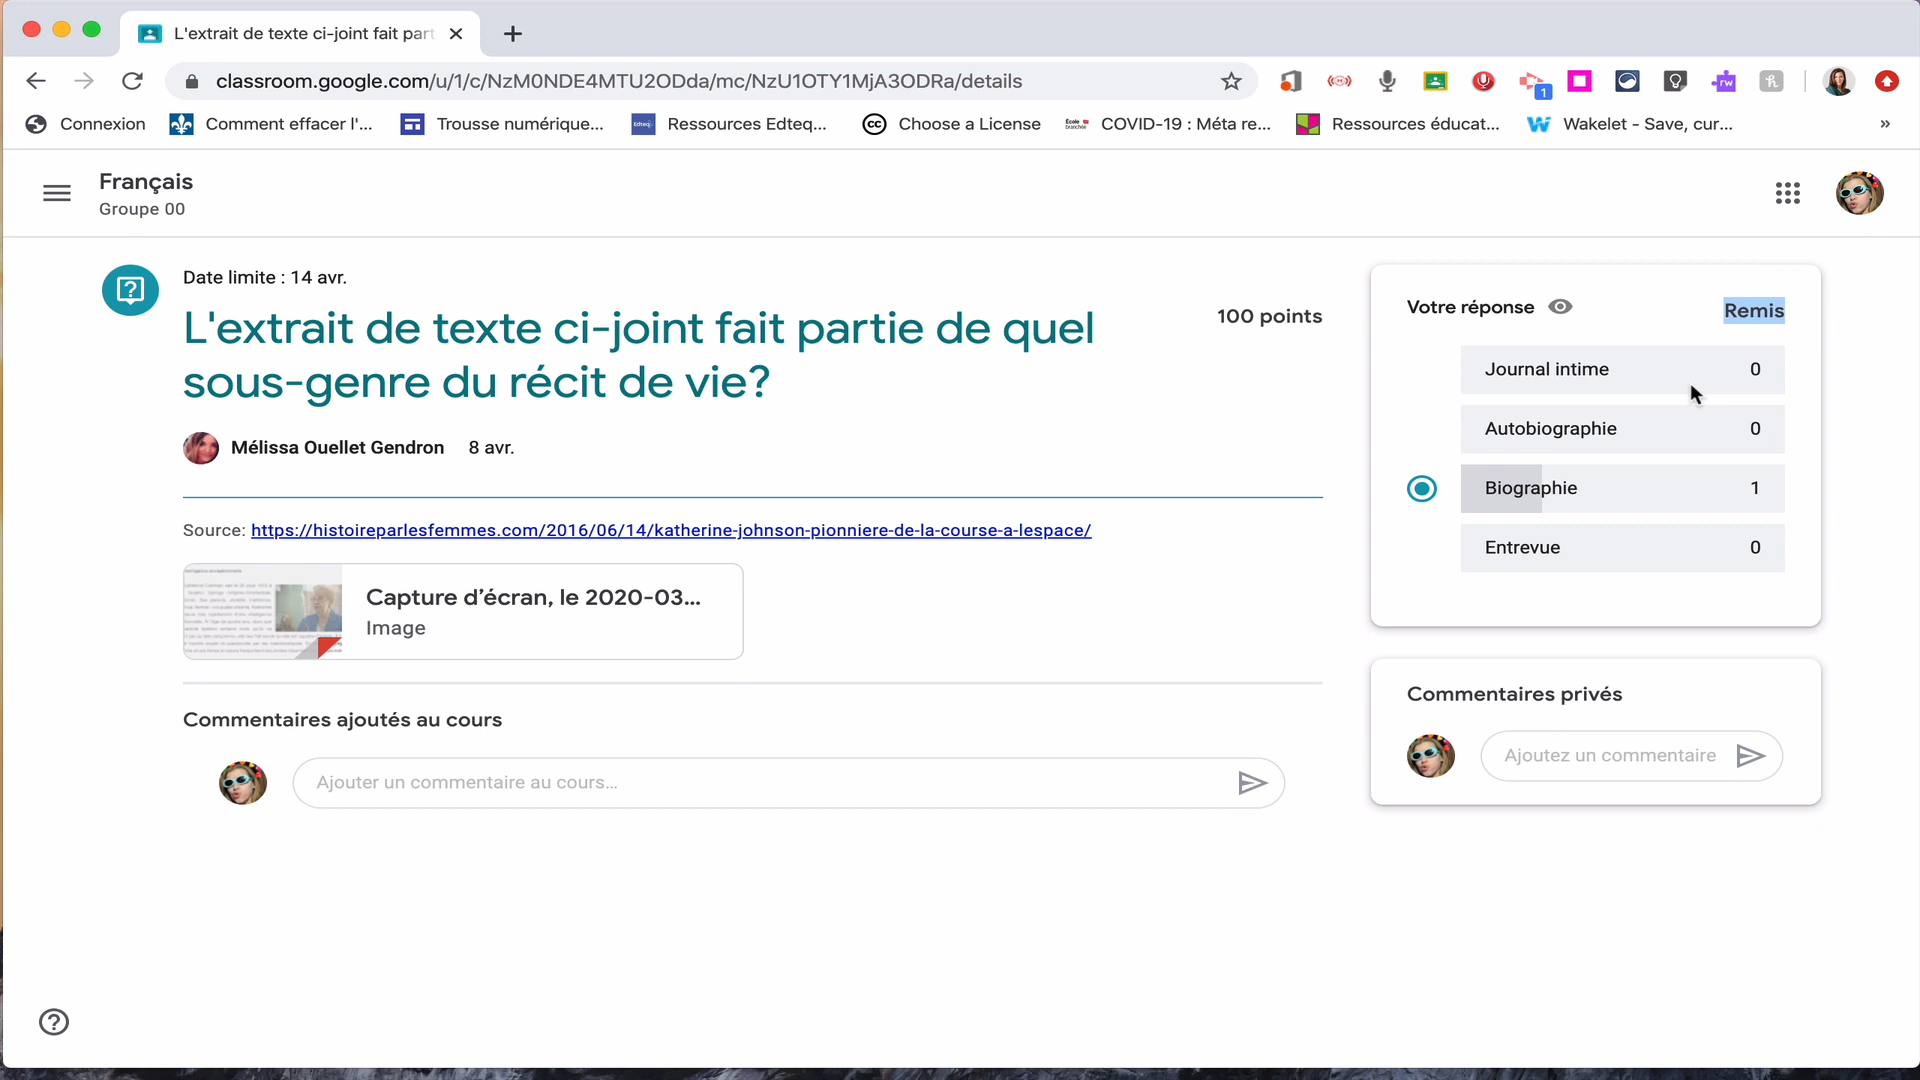 L'extrait de texte ci-joint fait part
classroom.google.com/u/1/c/NzM0NDE4MTU2ODda/mc/NzU1OTY1MjA3ODRa/details
1
Connexion
Comment effacer l'...
Trousse numérique...
Edteq
Ressources Edteq...
cc
Choose a License
École branchée
COVID-19 : Méta re...
Ressources éducat...
Wakelet - Save, cur...
»
Français
Groupe 00
Date limite : 14 avr.
L'extrait de texte ci-joint fait partie de quel
sous-genre du récit de vie?
100 points
Mélissa Ouellet Gendron 8 avr.
Source: https://histoireparlesfemmes.com/2016/06/14/katherine-johnson-pionniere-de-la-course-a-lespace/
Capture d’écran, le 2020-03...
Image
Commentaires ajoutés au cours
Ajouter un commentaire au cours...
Votre réponse
Remis
Journal intime 0
Autobiographie 0
Biographie 1
Entrevue 0
Commentaires privés
Ajoutez un commentaire